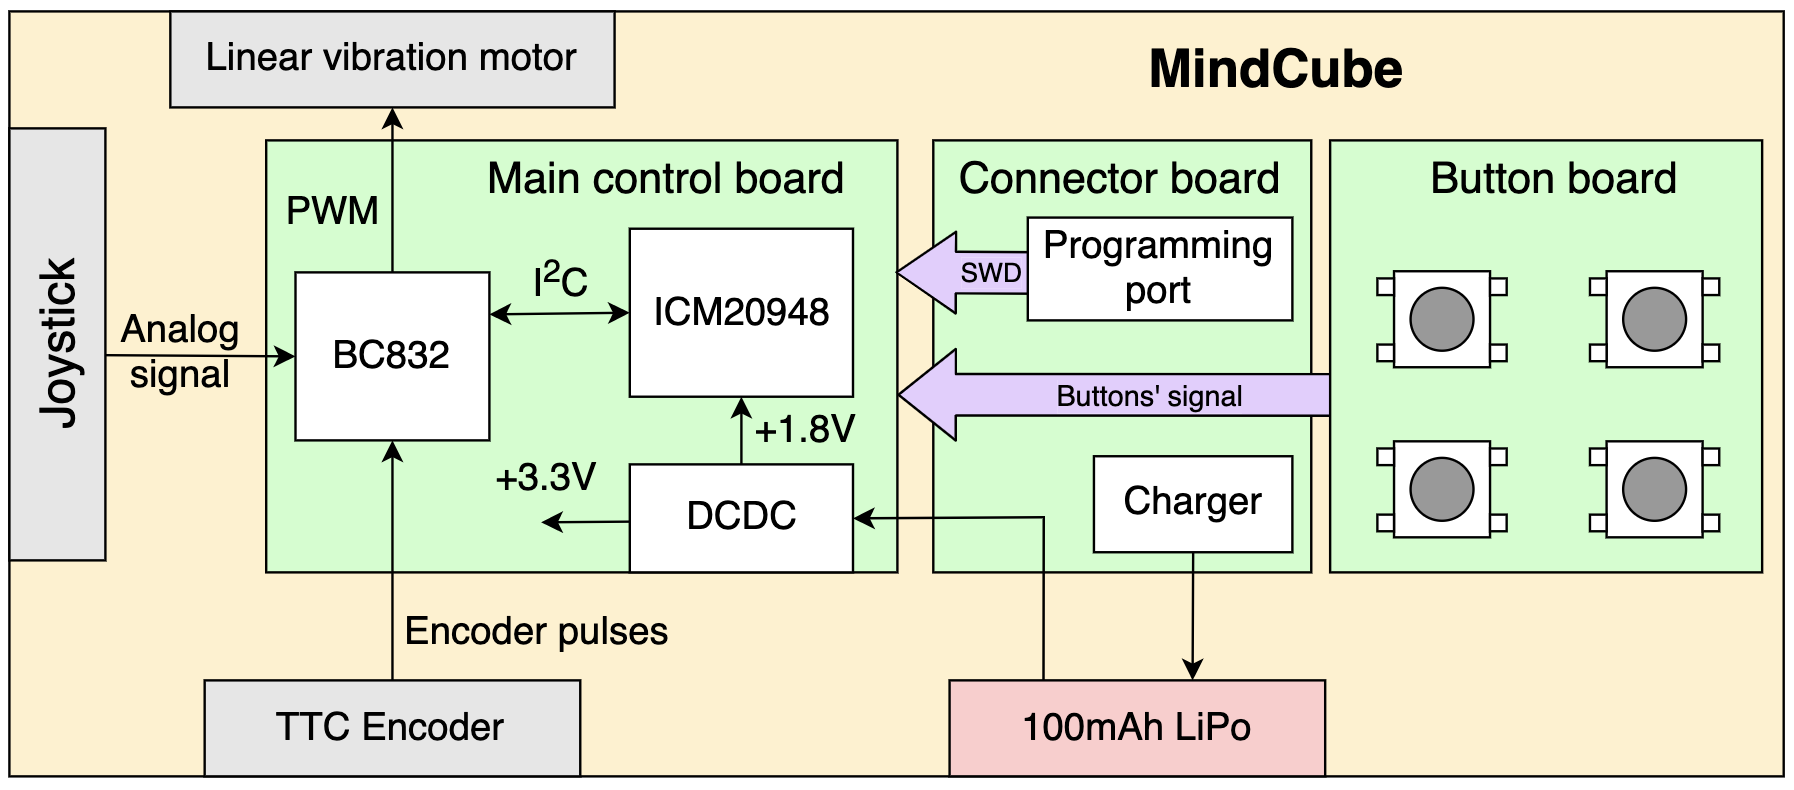 Linear vibration motor
MindCube
Main control board
Connector board
Button board
PWM
Joystick
Analog
signal
BC832
I²C
ICM20948
SWD
Programming
port
Buttons' signal
+1.8V
+3.3V
DCDC
Charger
Encoder pulses
TTC Encoder
100mAh LiPo